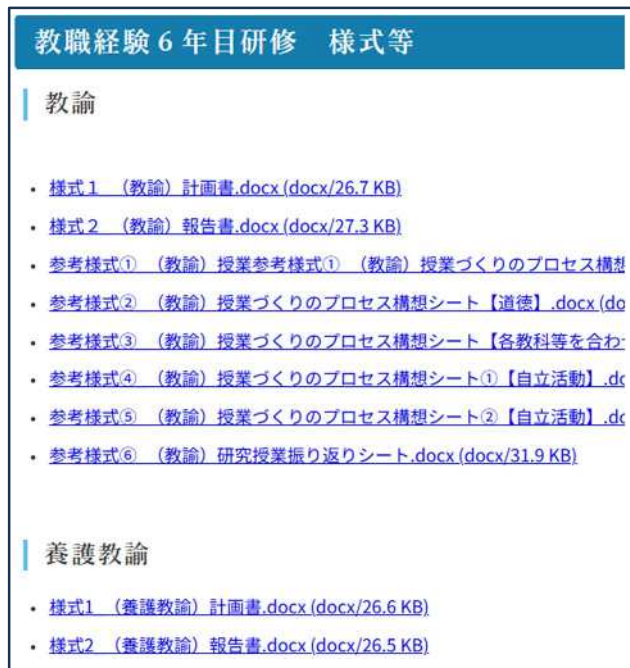 教職経験６年目研修　様式等
教諭
様式１　（教諭）計画書.docx (docx/26.7 KB)
様式２　（教諭）報告書.docx (docx/27.3 KB)
参考様式①　（教諭）授業参考様式①　（教諭）授業づくりのプロセス構想
参考様式②　（教諭）授業づくりのプロセス構想シート【道徳】.docx (do
参考様式③　（教諭）授業づくりのプロセス構想シート【各教科等を合わ
参考様式④　（教諭）授業づくりのプロセス構想シート①【自立活動】.do
参考様式⑤　（教諭）授業づくりのプロセス構想シート②【自立活動】.do
参考様式⑥　（教諭）研究授業振り返りシート.docx (docx/31.9 KB)
養護教諭
様式1　（養護教諭）計画書.docx (docx/26.6 KB)
様式2　（養護教諭）報告書.docx (docx/26.5 KB)